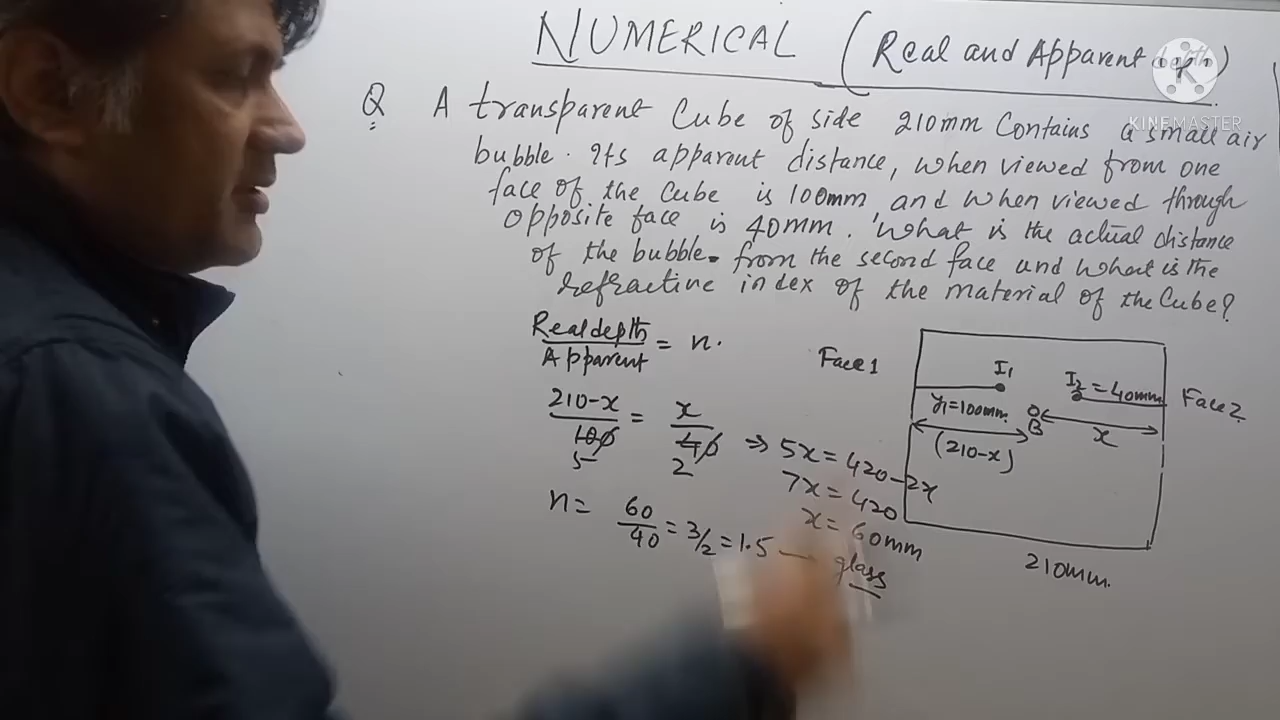 NUMERICAL (Real and Apparent depth)
KINEMASTER
Q A transparent Cube of side 210mm Contains a small air
bubble. Its apparent distance, when viewed from one
face of the Cube is 100mm, and when viewed through
opposite face is 40mm. What is the actual distance
of the bubble from the second face and what is the
refractive index of the material of the Cube?
Real depth / Apparent = n.
210-x / 100 = x / 40 ⇒ 5x = 420-2x
5 2
7x = 420
x = 60mm
n = 60/40 = 3/2 = 1.5 — glass
Face 1
I1
I2 = 40mm
Face 2
y1=100mm
B
x
(210-x)
210mm.